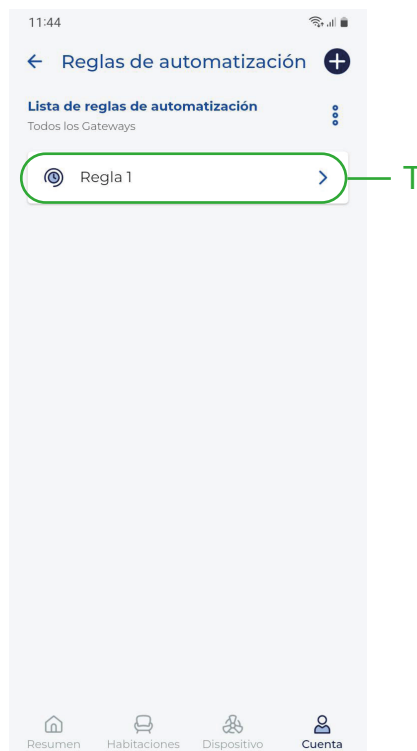 11:44
Reglas de automatización
Lista de reglas de automatización
Todos los Gateways
Regla 1
T
Resumen Habitaciones Dispositivo Cuenta